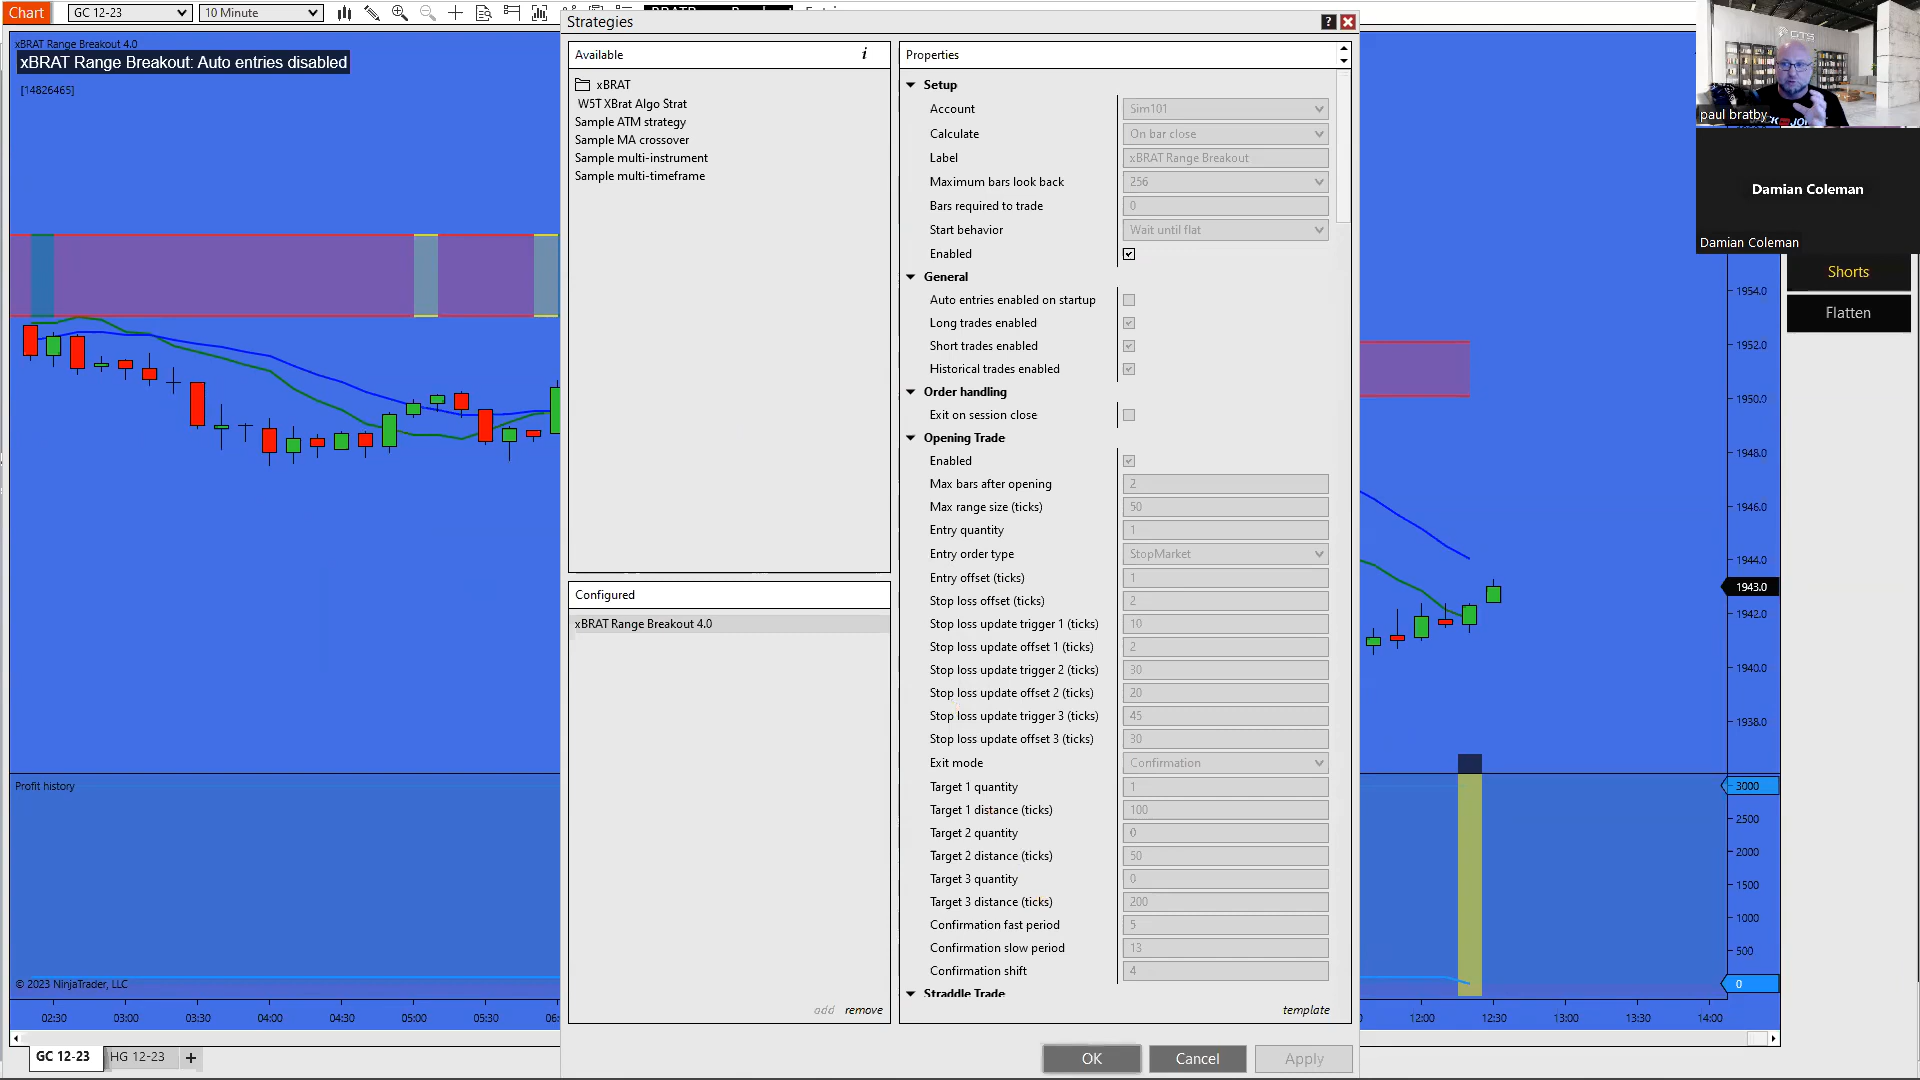 Chart
GC 12-23
10 Minute
xBRAT Range Breakout 4.0
xBRAT Range Breakout: Auto entries disabled
[14826465]
Strategies
?
Available
i
xBRAT
W5T XBrat Algo Strat
Sample ATM strategy
Sample MA crossover
Sample multi-instrument
Sample multi-timeframe
Configured
xBRAT Range Breakout 4.0
add
remove
Properties
Setup
Account
Sim101
Calculate
On bar close
Label
xBRAT Range Breakout
Maximum bars look back
256
Bars required to trade
0
Start behavior
Wait until flat
Enabled
General
Auto entries enabled on startup
Long trades enabled
Short trades enabled
Historical trades enabled
Order handling
Exit on session close
Opening Trade
Enabled
Max bars after opening
2
Max range size (ticks)
50
Entry quantity
1
Entry order type
StopMarket
Entry offset (ticks)
1
Stop loss offset (ticks)
2
Stop loss update trigger 1 (ticks)
10
Stop loss update offset 1 (ticks)
2
Stop loss update trigger 2 (ticks)
30
Stop loss update offset 2 (ticks)
20
Stop loss update trigger 3 (ticks)
45
Stop loss update offset 3 (ticks)
30
Exit mode
Confirmation
Target 1 quantity
1
Target 1 distance (ticks)
100
Target 2 quantity
0
Target 2 distance (ticks)
50
Target 3 quantity
0
Target 3 distance (ticks)
200
Confirmation fast period
5
Confirmation slow period
13
Confirmation shift
4
Straddle Trade
template
OK
Cancel
Apply
GTS
paul bratby
Damian Coleman
Damian Coleman
Shorts
Flatten
1954.0
1952.0
1950.0
1948.0
1946.0
1944.0
1943.0
1942.0
1940.0
1938.0
Profit history
3000
2500
2000
1500
1000
500
0
© 2023 NinjaTrader, LLC
02:30
03:00
04:00
04:30
05:00
05:30
12:00
12:30
13:00
13:30
14:00
GC 12-23
HG 12-23
+